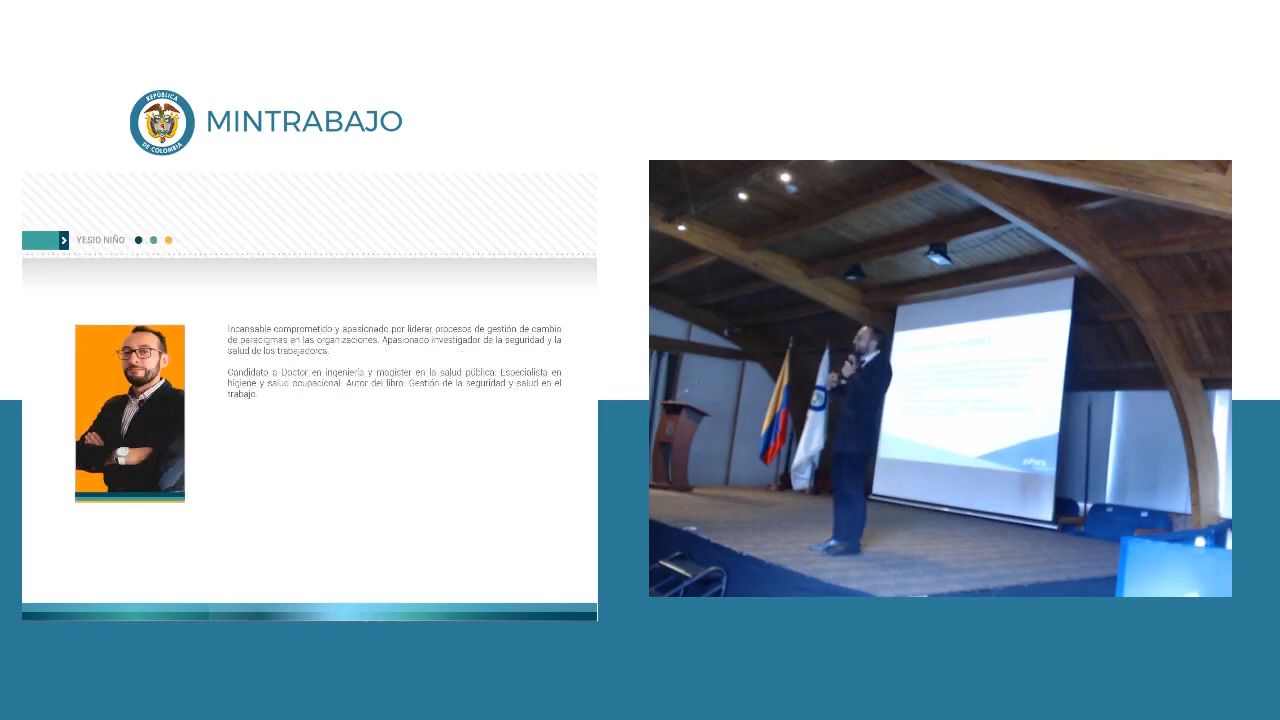 REPÚBLICA
DE COLOMBIA
MINTRABAJO
YESID NIÑO
Incansable comprometido y apasionado por liderar procesos de gestión de cambio
de paradigmas en las organizaciones. Apasionado investigador de la seguridad y la
salud de los trabajadores.
Candidato a Doctor en ingeniería y magister en la salud pública. Especialista en
higiene y salud ocupacional. Autor del libro: Gestión de la seguridad y salud en el
trabajo.